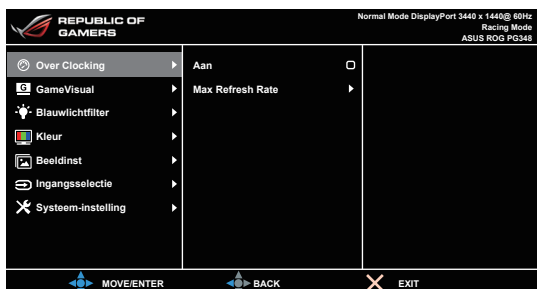 REPUBLIC OF
GAMERS
Normal Mode DisplayPort 3440 x 1440@ 60Hz
Racing Mode
ASUS ROG PG348
Over Clocking
Aan
G GameVisual
Max Refresh Rate
Blauwlichtfilter
Kleur
Beeldinst
Ingangsselectie
Systeem-instelling
MOVE/ENTER
BACK
EXIT